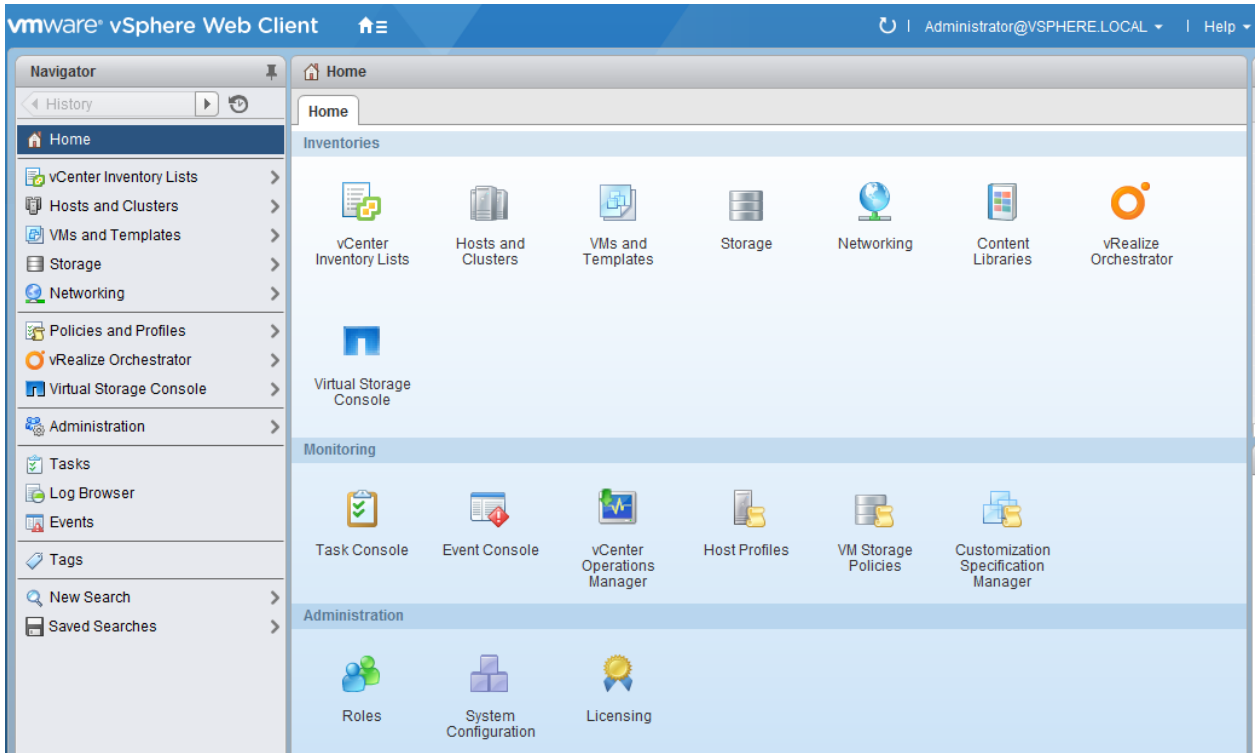 vmware® vSphere Web Client
Administrator@VSPHERE.LOCAL
Help
Navigator
History
Home
vCenter Inventory Lists
Hosts and Clusters
VMs and Templates
Storage
Networking
Policies and Profiles
vRealize Orchestrator
Virtual Storage Console
Administration
Tasks
Log Browser
Events
Tags
New Search
Saved Searches
Home
Home
Inventories
vCenter
Inventory Lists
Hosts and
Clusters
VMs and
Templates
Storage
Networking
Content
Libraries
vRealize
Orchestrator
Virtual Storage
Console
Monitoring
Task Console
Event Console
vCenter
Operations
Manager
Host Profiles
VM Storage
Policies
Customization
Specification
Manager
Administration
Roles
System
Configuration
Licensing